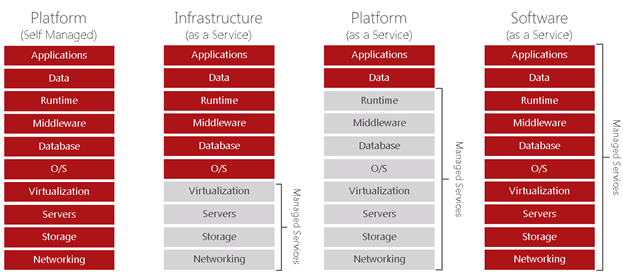 Platform
(Self Managed)
Applications
Data
Runtime
Middleware
Database
O/S
Virtualization
Servers
Storage
Networking
Infrastructure
(as a Service)
Applications
Data
Runtime
Middleware
Database
O/S
Virtualization
Servers
Storage
Networking
Managed Services
Platform
(as a Service)
Applications
Data
Runtime
Middleware
Database
O/S
Virtualization
Servers
Storage
Networking
Managed Services
Software
(as a Service)
Applications
Data
Runtime
Middleware
Database
O/S
Virtualization
Servers
Storage
Networking
Managed Services